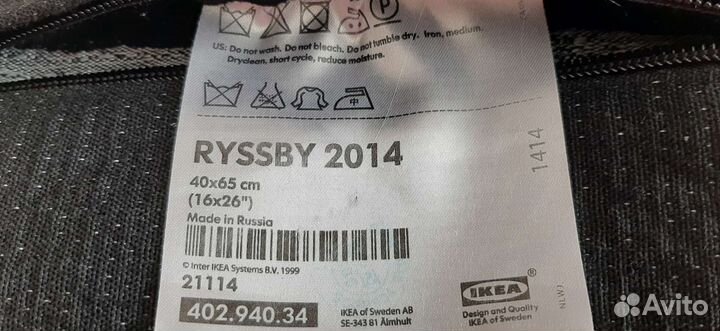 US: Do not wash. Do not bleach. Do not tumble dry. Iron, medium.
Dryclean, short cycle, reduce moisture.
中
RYSSBY 2014
40x65 cm
(16x26")
Made in Russia
© Inter IKEA Systems B.V. 1999
21114
402.940.34
IKEA of Sweden AB
SE-343 81 Älmhult
IKEA®
Design and Quality
IKEA of Sweden
NLW3
1414
Avito